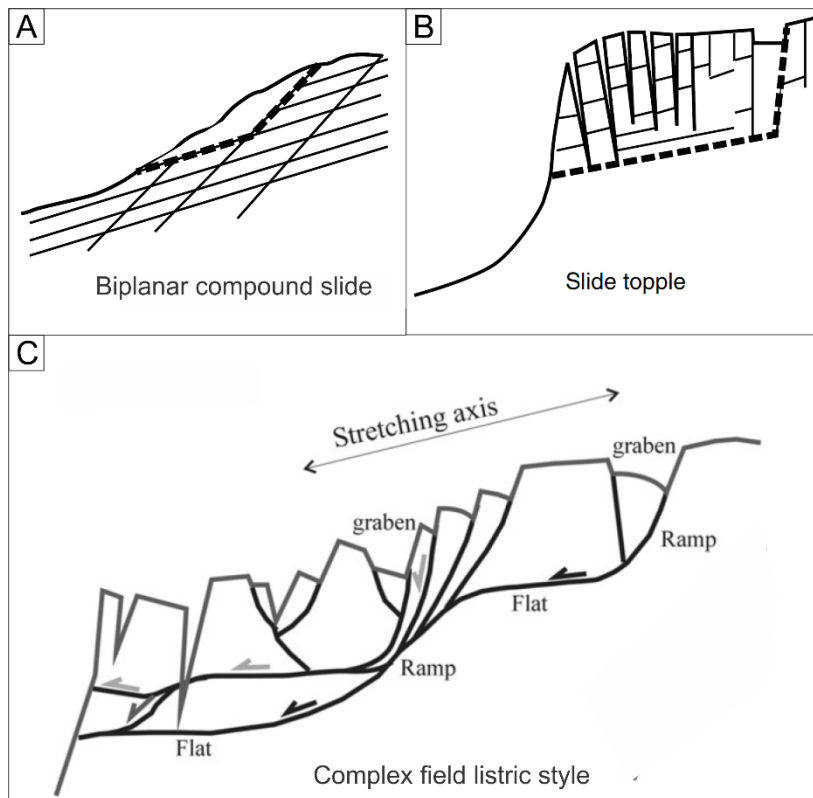 A
Biplanar compound slide
B
Slide topple
C
Stretching axis
graben
graben
Ramp
Flat
Ramp
Flat
Complex field listric style